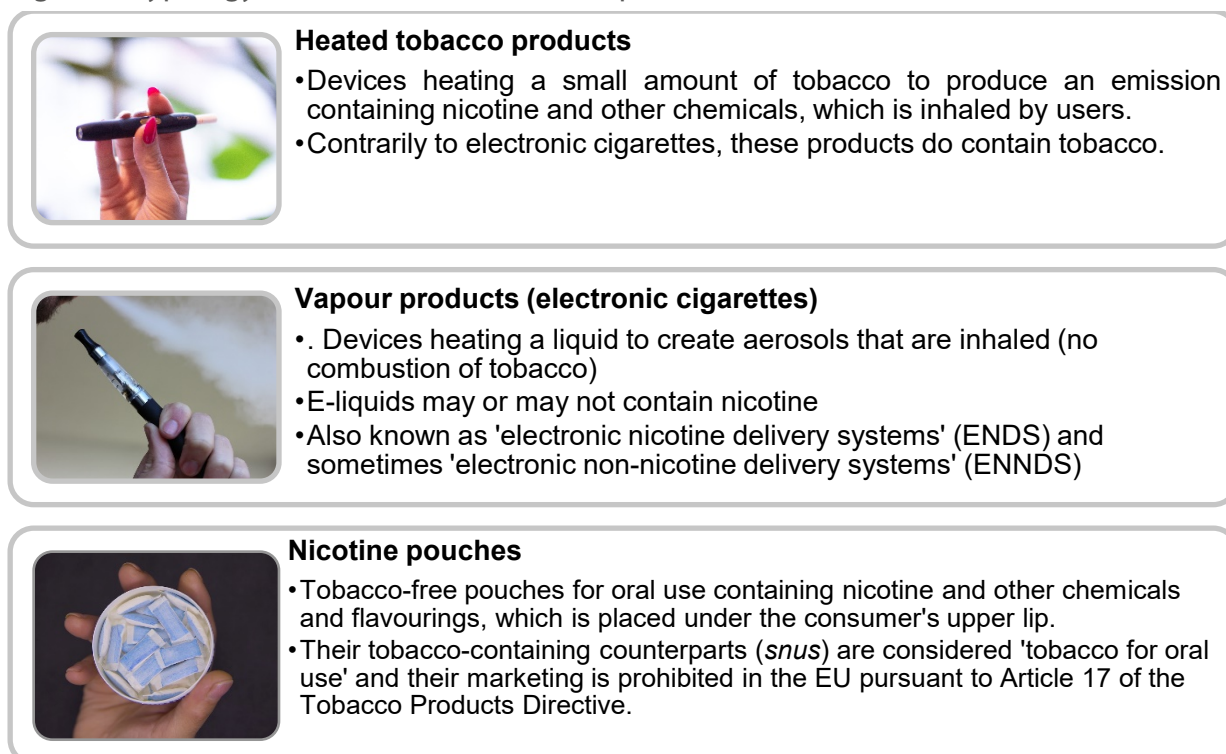 Heated tobacco products
•Devices heating a small amount of tobacco to produce an emission
containing nicotine and other chemicals, which is inhaled by users.
•Contrarily to electronic cigarettes, these products do contain tobacco.
Vapour products (electronic cigarettes)
•. Devices heating a liquid to create aerosols that are inhaled (no
combustion of tobacco)
•E-liquids may or may not contain nicotine
•Also known as 'electronic nicotine delivery systems' (ENDS) and
sometimes 'electronic non-nicotine delivery systems' (ENNDS)
Nicotine pouches
•Tobacco-free pouches for oral use containing nicotine and other chemicals
and flavourings, which is placed under the consumer's upper lip.
•Their tobacco-containing counterparts (snus) are considered 'tobacco for oral
use' and their marketing is prohibited in the EU pursuant to Article 17 of the
Tobacco Products Directive.